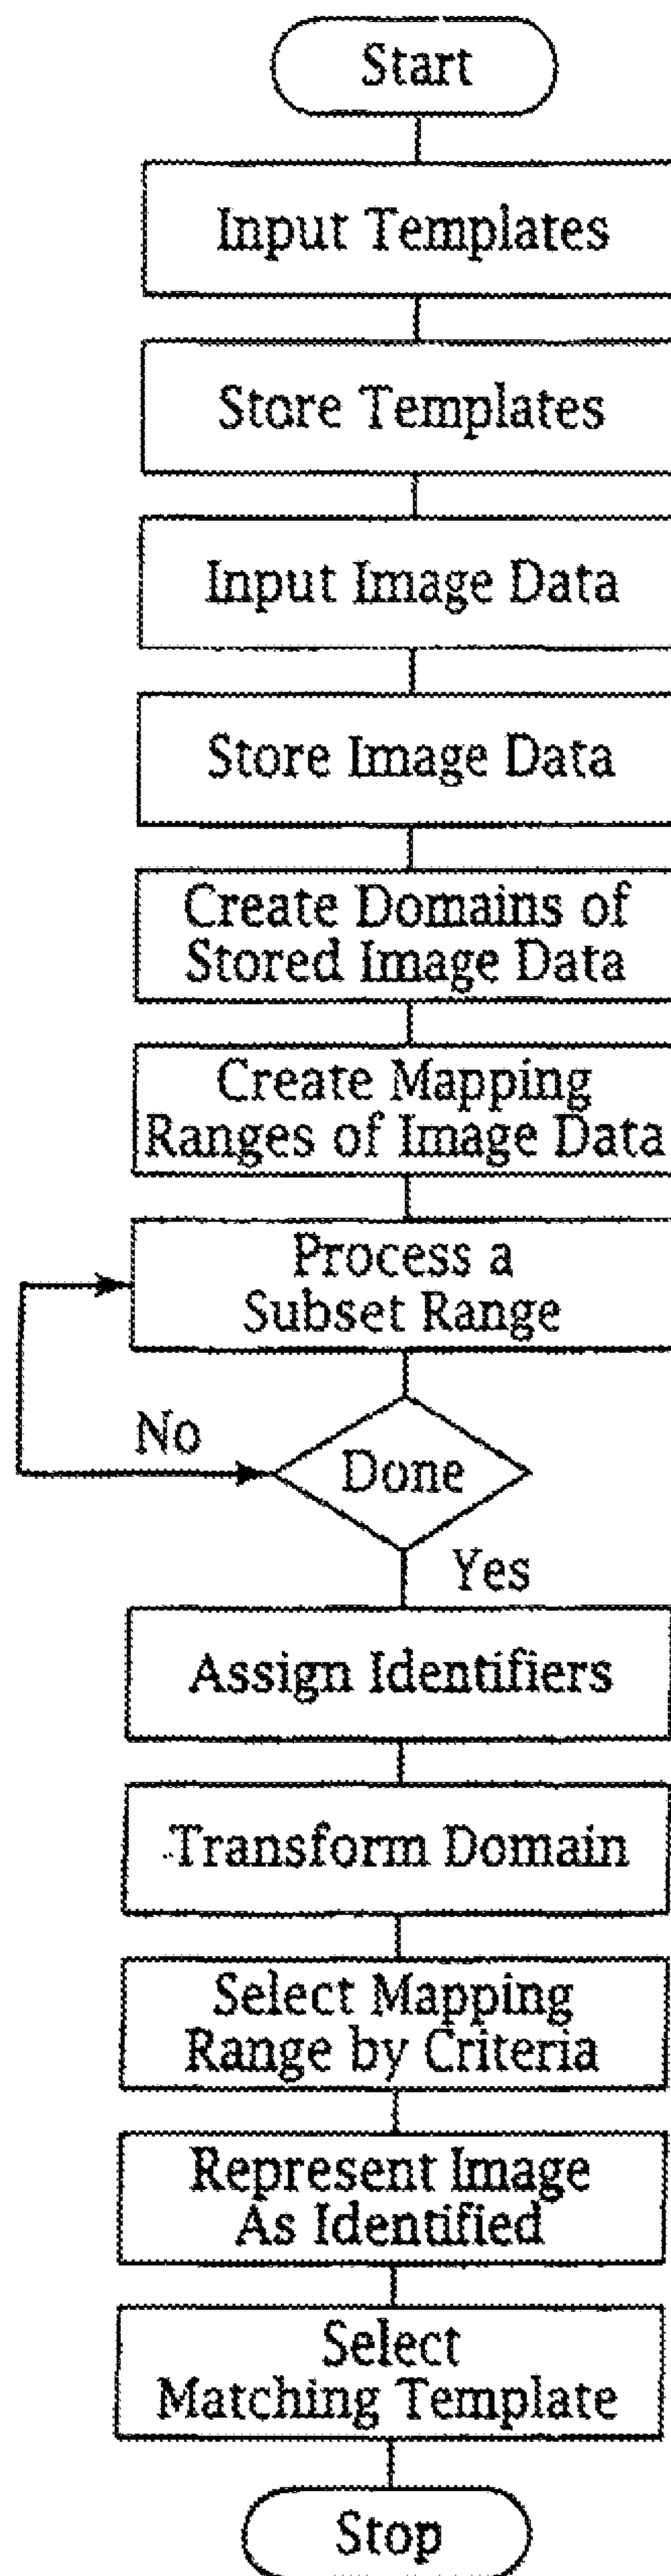 Start
Input Templates
Store Templates
Input Image Data
Store Image Data
Create Domains of
Stored Image Data
Create Mapping
Ranges of Image Data
Process a
Subset Range
No
Done
Yes
Assign Identifiers
Transform Domain
Select Mapping
Range by Criteria
Represent Image
As Identified
Select
Matching Template
Stop